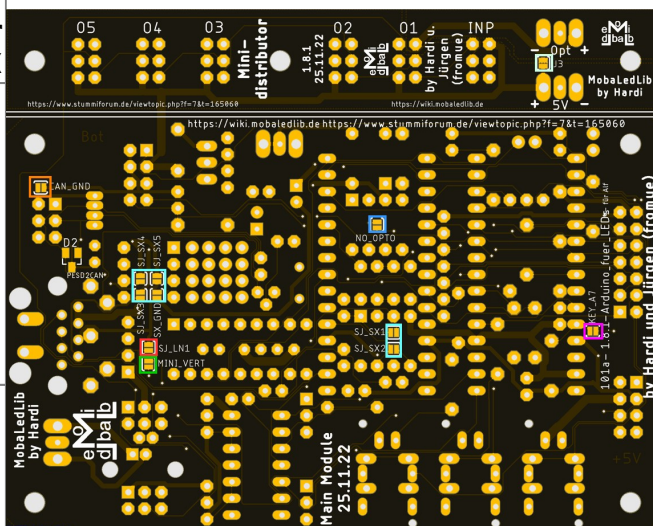 05
04
03
Mini-
distributor
02
1.8.1
25.11.22
01
by Hardi u.
Jürgen
(fromue)
INP
- Opt +
J3
MobaLedLib
by Hardi
+ 5V -
https://www.stummiforum.de/viewtopic.php?f=7&t=165060
https://wiki.mobaledlib.de
https://wiki.mobaledlib.de https://www.stummiforum.de/viewtopic.php?f=7&t=165060
Bot
CAN_GND
NO_OPTO
D2*
PESD2CAN
SJ_SX4
SJ_SX5
SJ_SX3
SX_GND
SJ_LN1
MINI_VERT
SJ_SX1
SJ_SX2
KEY_A7
101a- 1.8.1-Arduino_fuer_LEDs-für Alf
by Hardi und Jürgen (fromue)
MobaLedLib
by Hardi
Main Module
25.11.22
+5V